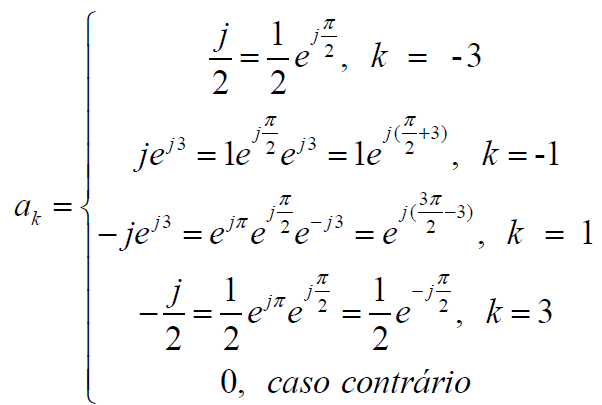 j/2 = 1/2 e^{jπ/2}, k = -3
je^{j3} = 1e^{jπ/2} e^{j3} = 1e^{j(π/2+3)}, k = -1
a_k =
-je^{j3} = e^{jπ} e^{jπ/2} e^{-j3} = e^{j(3π/2-3)}, k = 1
-j/2 = 1/2 e^{jπ} e^{jπ/2} = 1/2 e^{-jπ/2}, k = 3
0, caso contrário